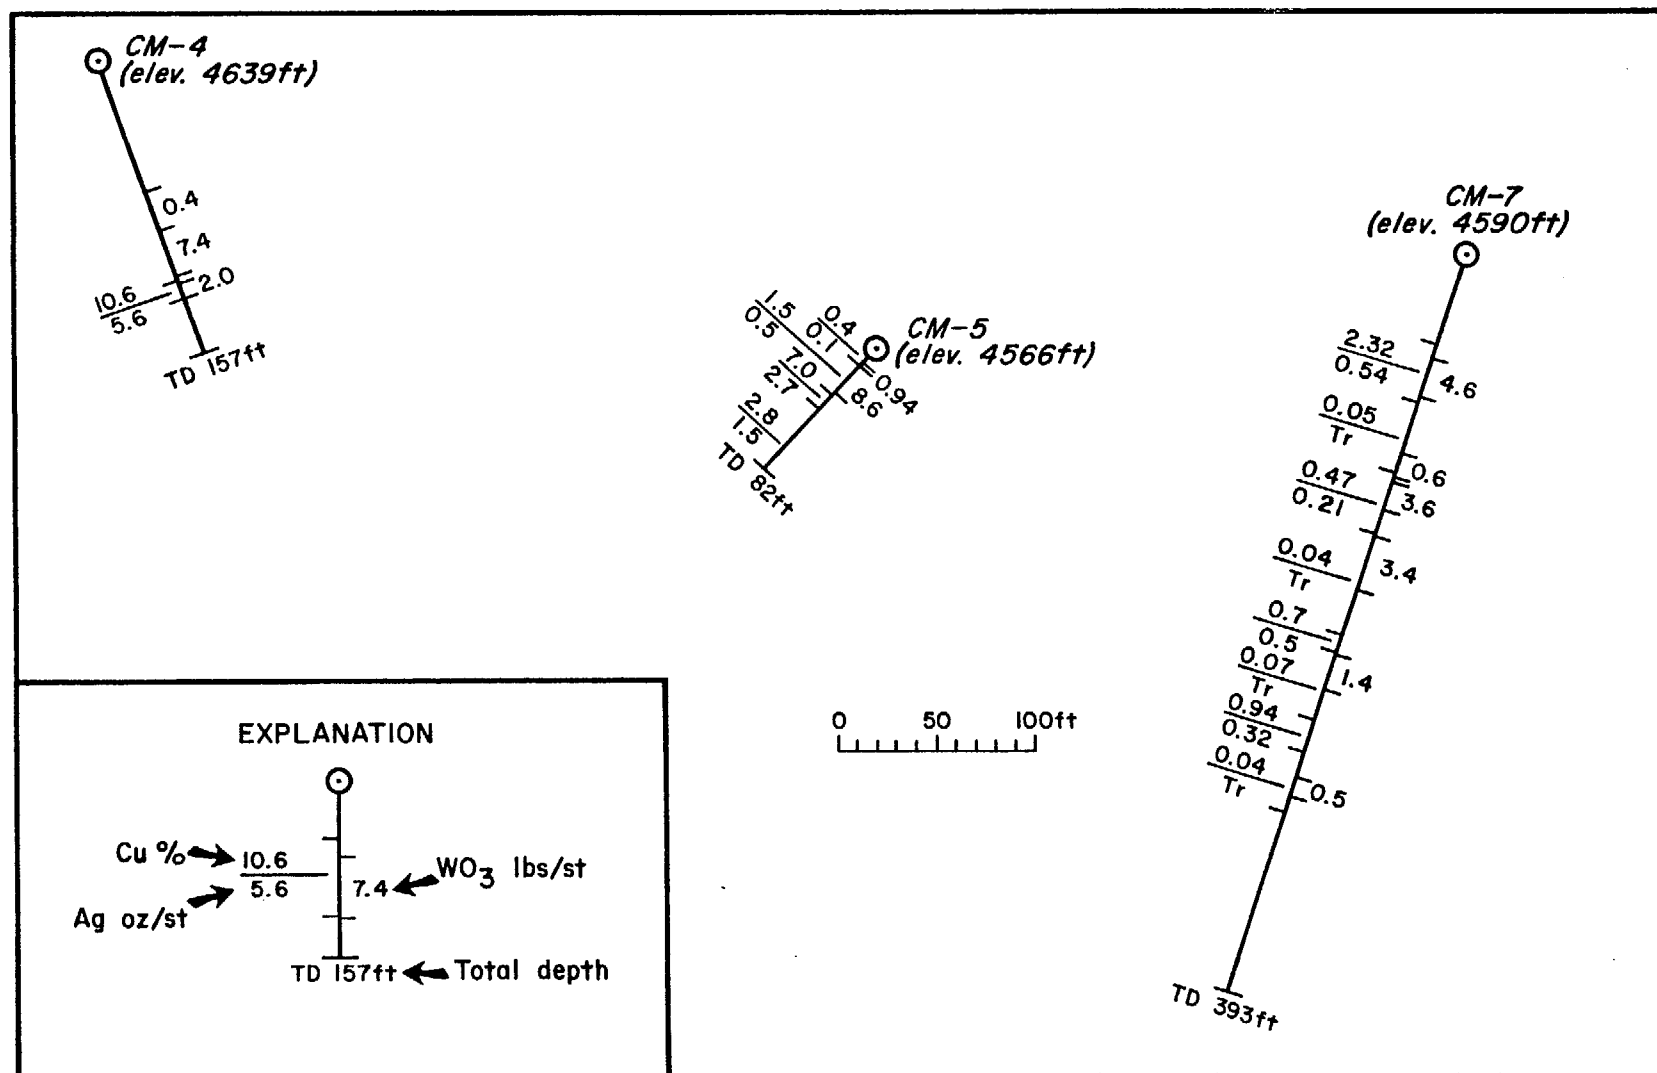 CM-4
(elev. 4639ft)
0.4
7.4
2.0
10.6
5.6
TD 157ft
CM-5
(elev. 4566ft)
0.4
0.1
1.5
0.5
7.0
2.7
2.8
1.5
0.94
8.6
TD 82ft
CM-7
(elev. 4590ft)
2.32
0.54
4.6
0.05
Tr
0.6
0.47
0.21
3.6
0.04
Tr
3.4
0.7
0.5
0.07
Tr
1.4
0.94
0.32
0.04
Tr
0.5
TD 393ft
0 50 100ft
EXPLANATION
Cu %
10.6
5.6
Ag oz/st
7.4
WO3 lbs/st
TD 157ft
Total depth